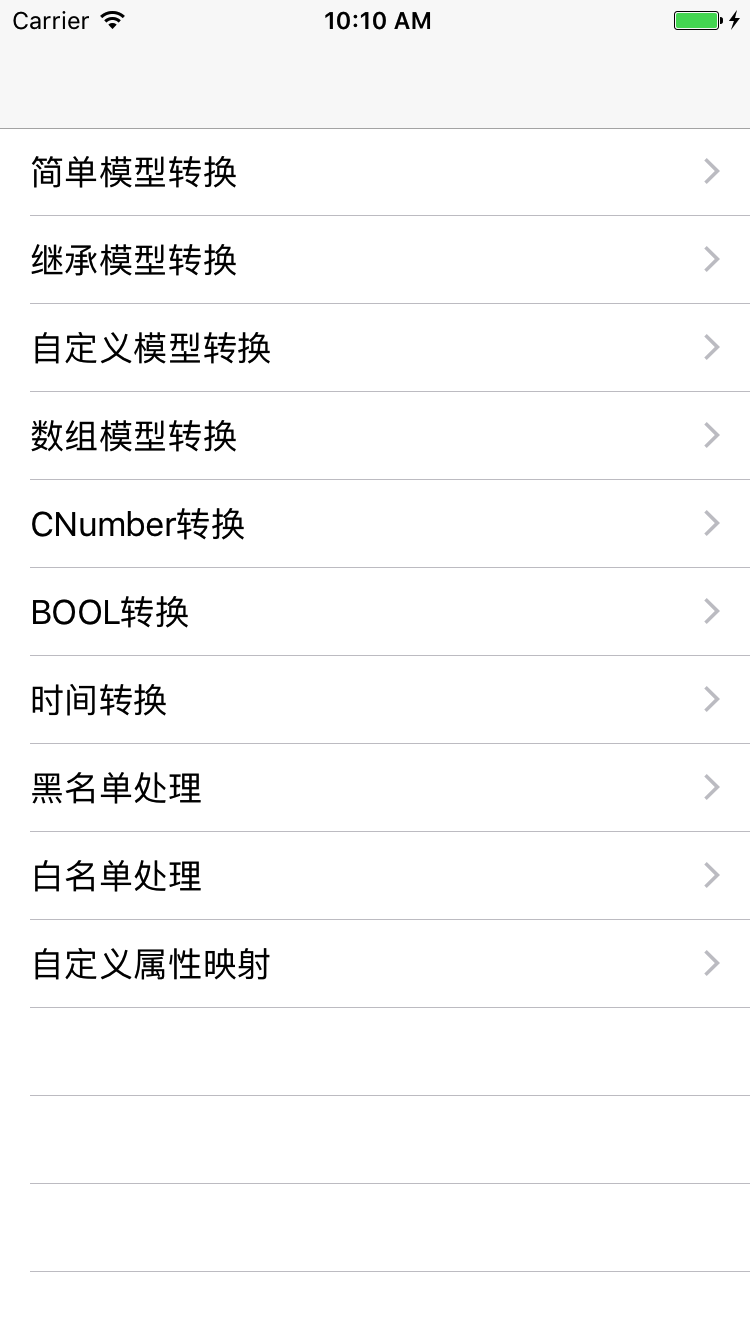 Carrier 10:10 AM
简单模型转换
继承模型转换
自定义模型转换
数组模型转换
CNumber转换
BOOL转换
时间转换
黑名单处理
白名单处理
自定义属性映射